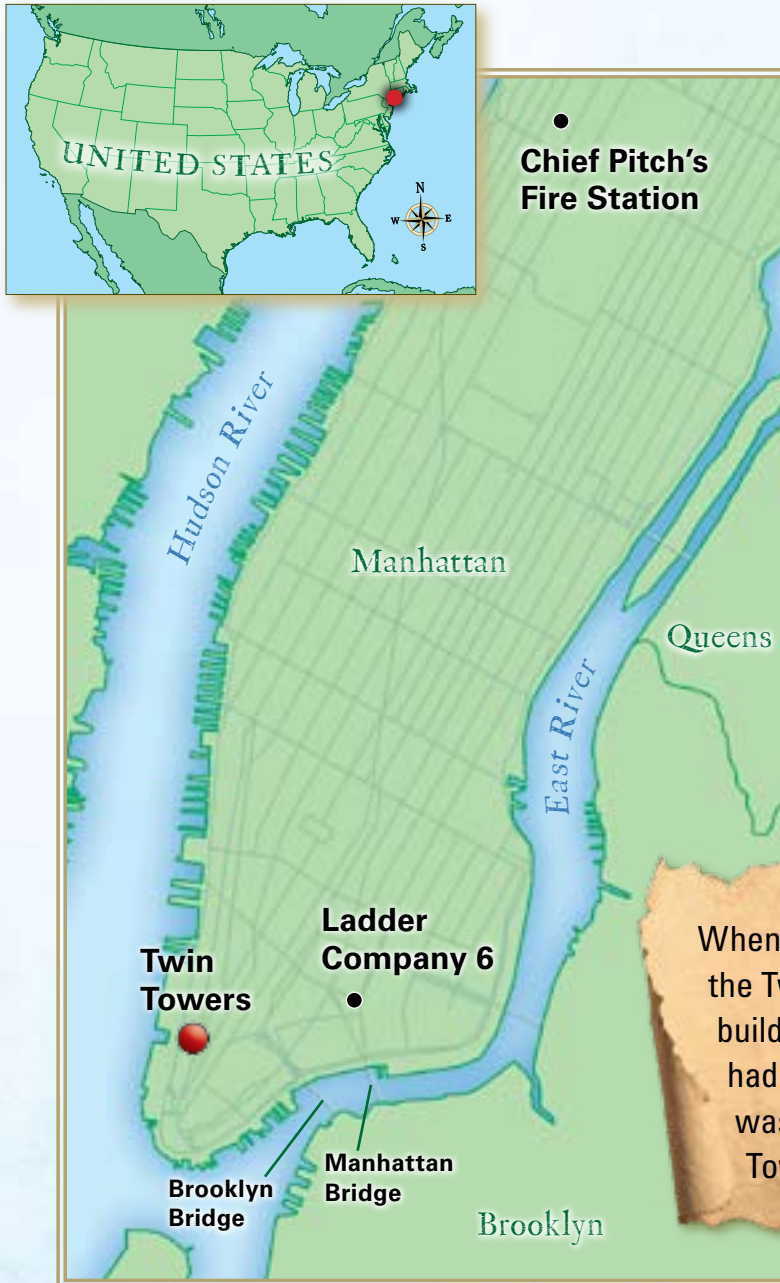 UNITED STATES
N
W
E
S
Chief Pitch's
Fire Station
Hudson River
Manhattan
Queens
East River
Ladder
Company 6
Twin
Towers
Brooklyn
Bridge
Manhattan
Bridge
Brooklyn
When
the Tw
build
had
was
Tow